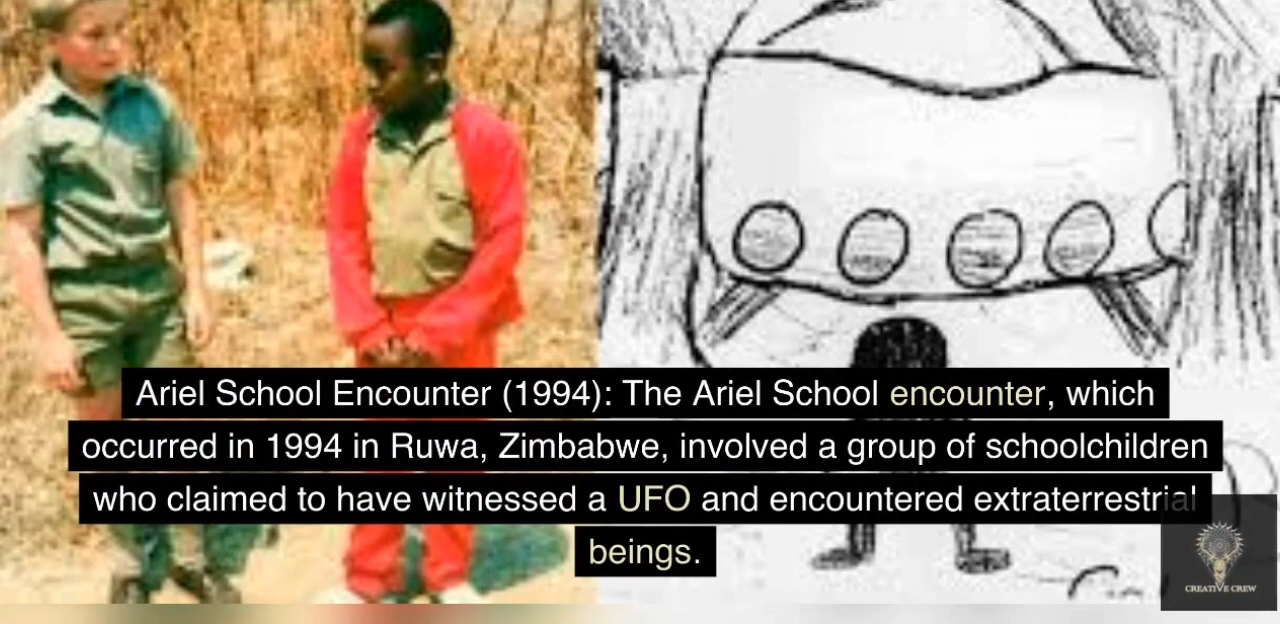 Ariel School Encounter (1994): The Ariel School encounter, which
occurred in 1994 in Ruwa, Zimbabwe, involved a group of schoolchildren
who claimed to have witnessed a UFO and encountered extraterrestrial
beings.
CREATIVE CREW